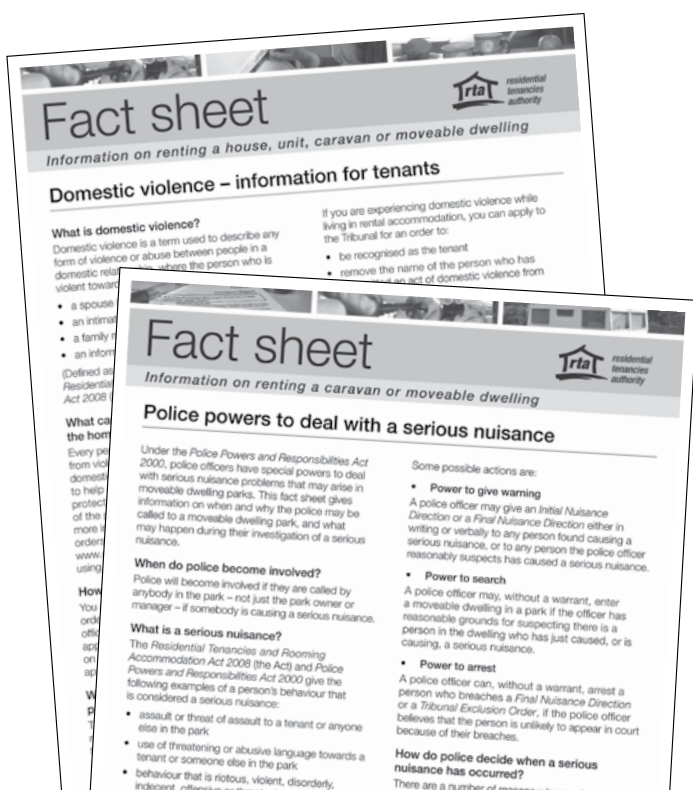 Fact sheet
rta residential
tenancies
authority
Information on renting a house, unit, caravan or moveable dwelling
Domestic violence – information for tenants
What is domestic violence?
Domestic violence is a term used to describe any
form of violence or abuse between people in a
domestic where the person who is
violent
• a spouse
• an
• a family
• an
(Defined as
Residential
Act 2008
What
the
Every
from
to help
of the
more
www.
using
How
You
on
If you are experiencing domestic violence while
living in rental accommodation, you can apply to
the Tribunal for an order to:
• be recognised as the tenant
• remove the name of the person who has
an act of domestic violence from
Fact sheet
rta residential
tenancies
authority
Information on renting a caravan or moveable dwelling
Police powers to deal with a serious nuisance
Under the Police Powers and Responsibilities Act
2000, police officers have special powers to deal
with serious nuisance problems that may arise in
moveable dwelling parks. This fact sheet gives
information on when and why the police may be
called to a moveable dwelling park, and what
may happen during their investigation of a serious
nuisance.
When do police become involved?
Police will become involved if they are called by
anybody in the park – not just the park owner or
manager – if somebody is causing a serious nuisance.
What is a serious nuisance?
The Residential Tenancies and Rooming
Accommodation Act 2008 (the Act) and Police
Powers and Responsibilities Act 2000 give the
following examples of a person's behaviour that
is considered a serious nuisance:
• assault or threat of assault to a tenant or anyone
else in the park
• use of threatening or abusive language towards a
tenant or someone else in the park
• behaviour that is riotous, violent, disorderly,
indecent, offensive or
Some possible actions are:
• Power to give warning
A police officer may give an Initial Nuisance
Direction or a Final Nuisance Direction either in
writing or verbally to any person found causing a
serious nuisance, or to any person the police officer
reasonably suspects has caused a serious nuisance.
• Power to search
A police officer may, without a warrant, enter
a moveable dwelling in a park if the officer has
reasonable grounds for suspecting there is a
person in the dwelling who has just caused, or is
causing, a serious nuisance.
• Power to arrest
A police officer can, without a warrant, arrest a
person who breaches a Final Nuisance Direction
or a Tribunal Exclusion Order, if the police officer
believes that the person is unlikely to appear in court
because of their breaches.
How do police decide when a serious
nuisance has occurred?
There are a number of